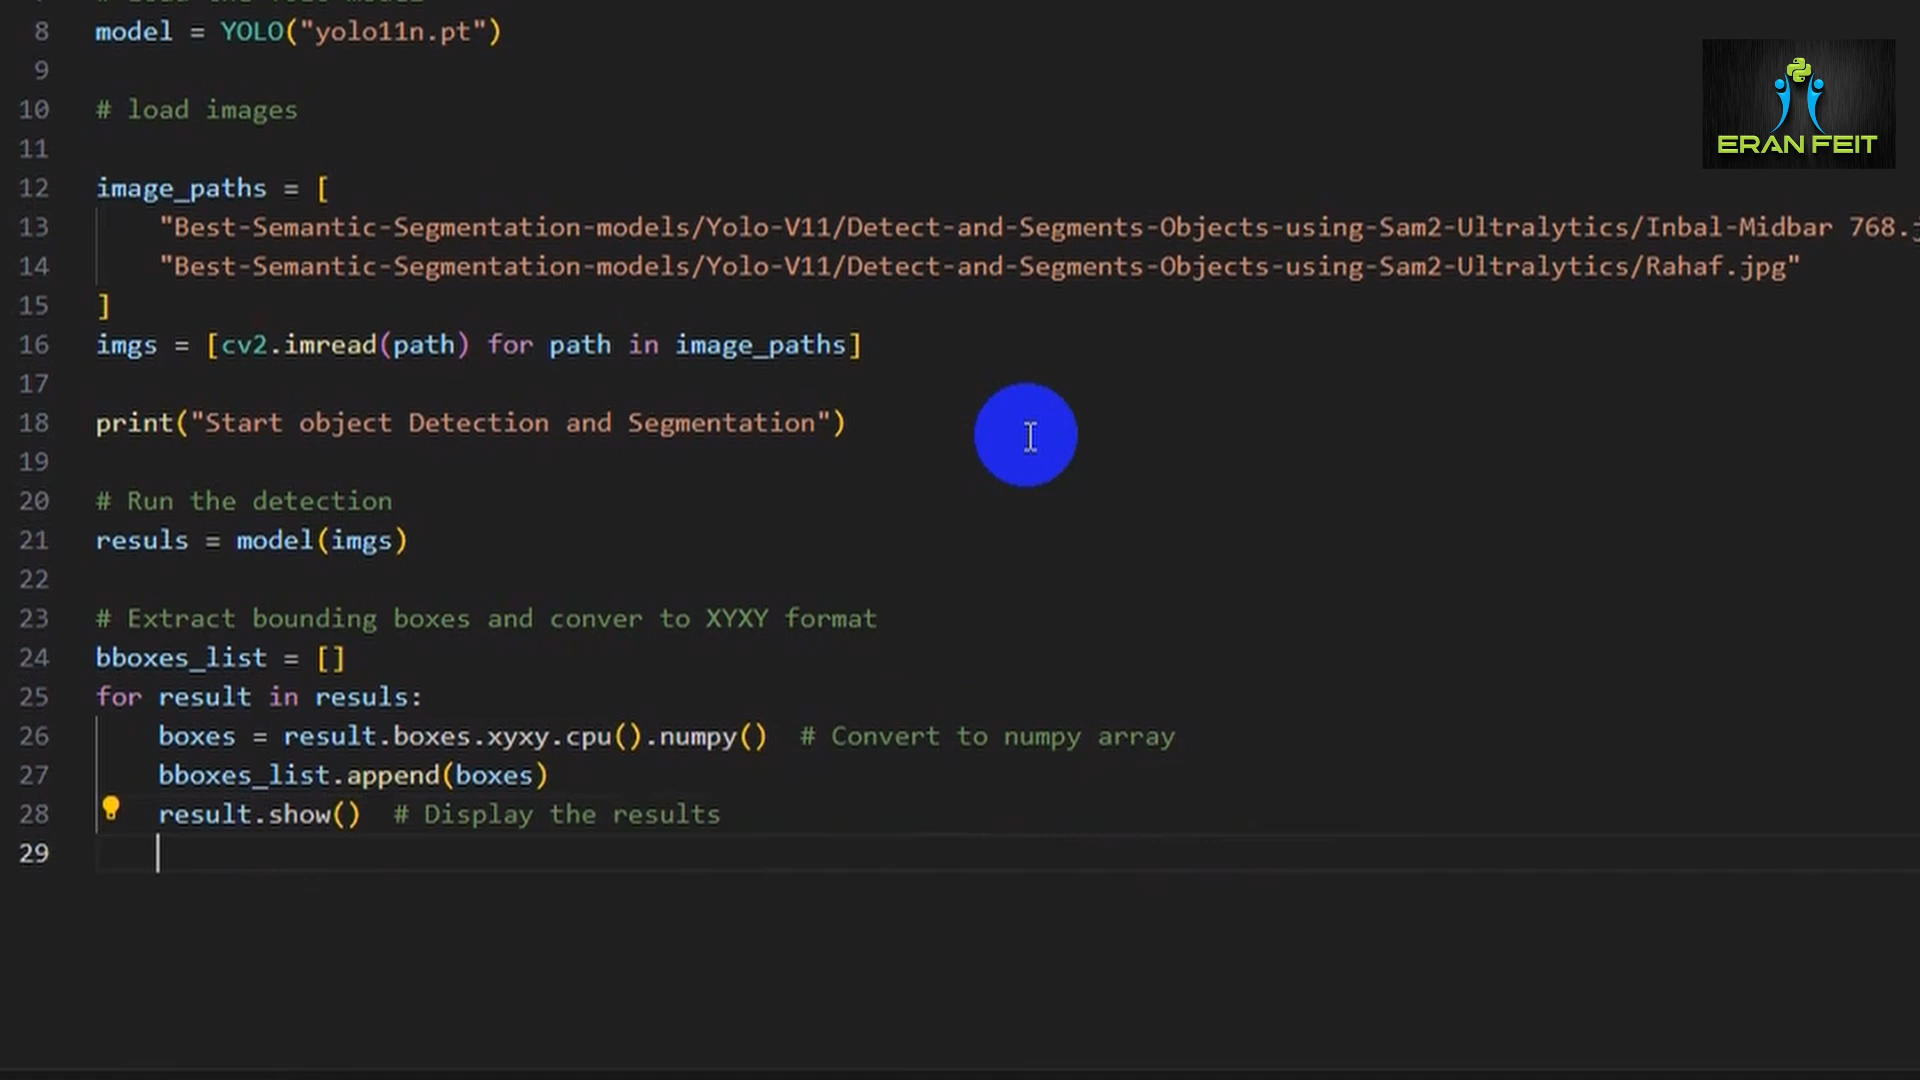 8 model = YOLO("yolo11n.pt")
9
10 # load images
11
12 image_paths = [
13 "Best-Semantic-Segmentation-models/Yolo-V11/Detect-and-Segments-Objects-using-Sam2-Ultralytics/Inbal-Midbar 768.
14 "Best-Semantic-Segmentation-models/Yolo-V11/Detect-and-Segments-Objects-using-Sam2-Ultralytics/Rahaf.jpg"
15 ]
16 imgs = [cv2.imread(path) for path in image_paths]
17
18 print("Start object Detection and Segmentation")
19
20 # Run the detection
21 resuls = model(imgs)
22
23 # Extract bounding boxes and conver to XYXY format
24 bboxes_list = []
25 for result in resuls:
26 boxes = result.boxes.xyxy.cpu().numpy() # Convert to numpy array
27 bboxes_list.append(boxes)
28 result.show() # Display the results
29
ERAN FEIT